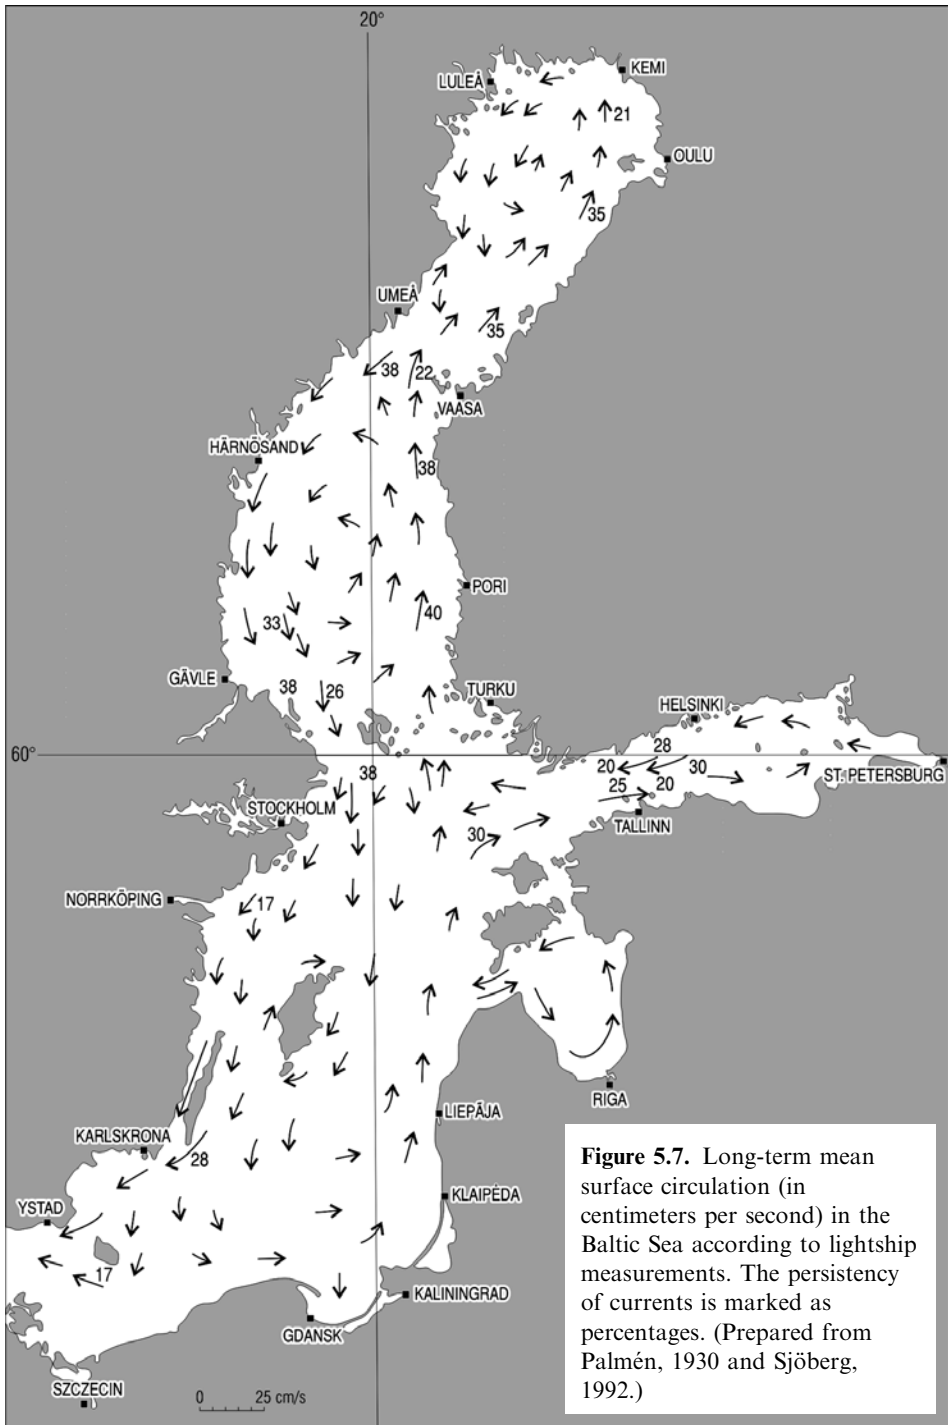 20°
LULEÅ
KEMI
21
OULU
35
UMEÅ
35
38
22
VAASA
HÄRNÖSAND
38
PORI
33
40
GÄVLE
38
26
TURKU
HELSINKI
60°
28
38
20
30
ST. PETERSBURG
25
20
STOCKHOLM
TALLINN
30
NORRKÖPING
17
RIGA
LIEPĀJA
KARLSKRONA
28
KLAIPÉDA
YSTAD
17
KALININGRAD
GDANSK
SZCZECIN
0 25 cm/s
Figure 5.7. Long-term mean
surface circulation (in
centimeters per second) in the
Baltic Sea according to lightship
measurements. The persistency
of currents is marked as
percentages. (Prepared from
Palmén, 1930 and Sjöberg,
1992.)